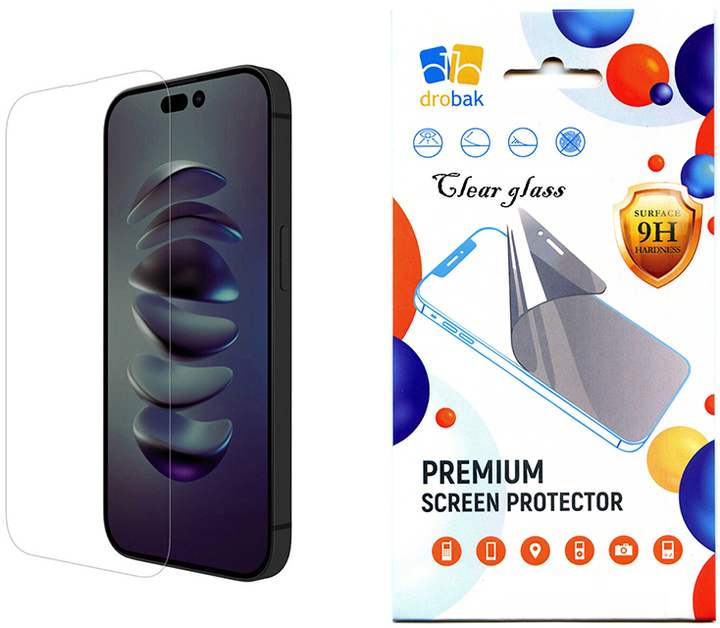 drobak
Clear glass
SURFACE
9H
HARDNESS
PREMIUM
SCREEN PROTECTOR